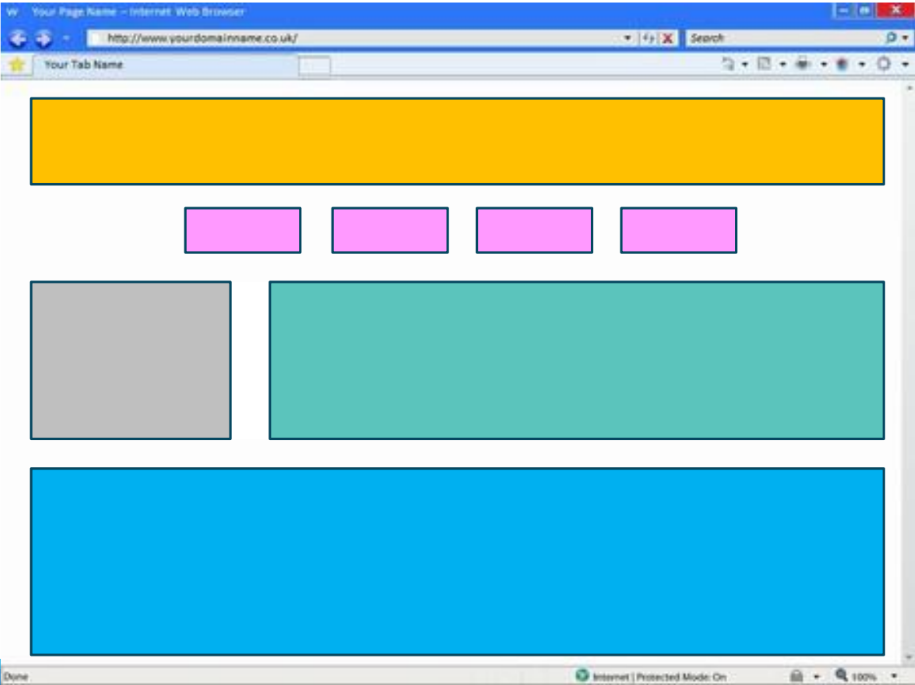 W Your Page Name – Internet Web Browser
http://www.yourdomainname.co.uk/ Search
Your Tab Name
Done Internet | Protected Mode: On 100%